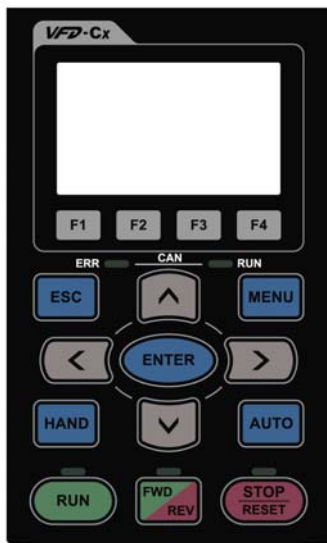 VFD-Cx
F1 F2 F3 F4
ERR CAN RUN
ESC MENU
ENTER
HAND AUTO
RUN FWD REV STOP RESET